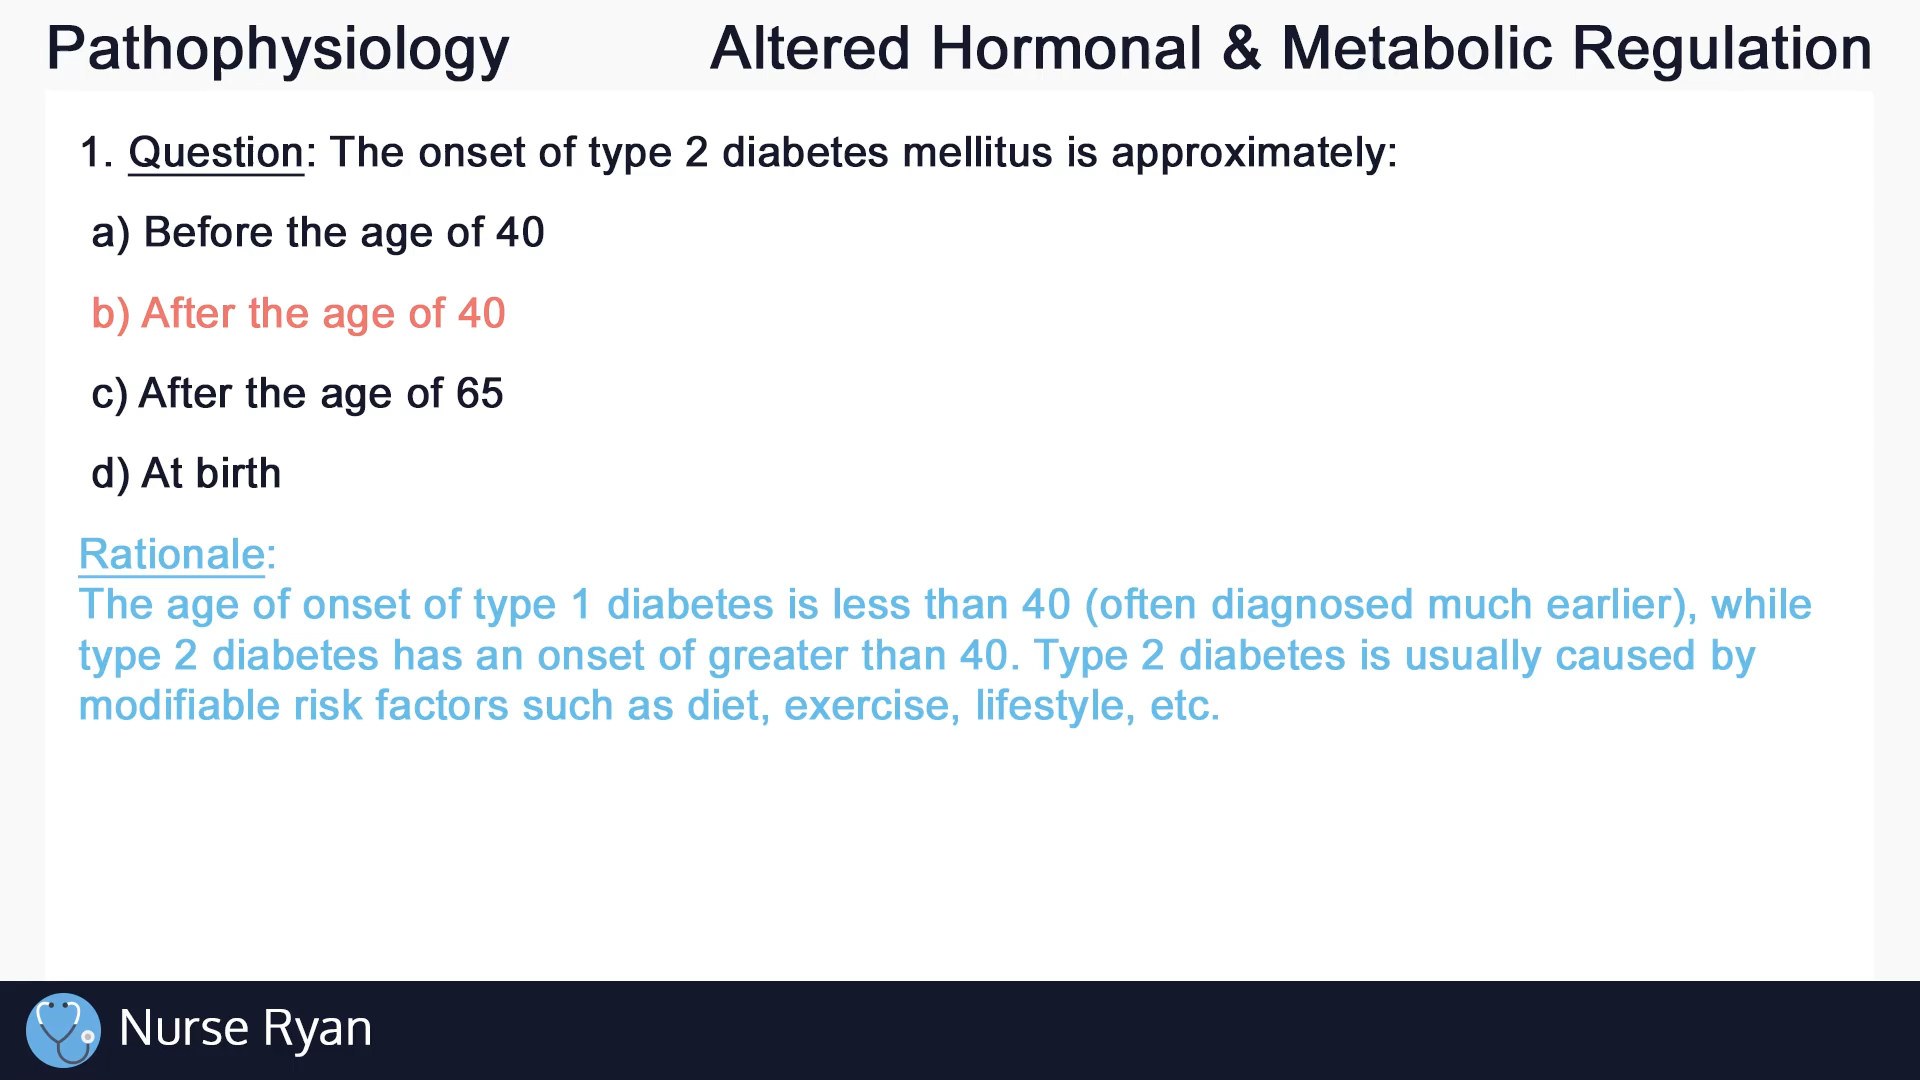 Pathophysiology
Altered Hormonal & Metabolic Regulation
1. Question: The onset of type 2 diabetes mellitus is approximately:
a) Before the age of 40
b) After the age of 40
c) After the age of 65
d) At birth
Rationale:
The age of onset of type 1 diabetes is less than 40 (often diagnosed much earlier), while
type 2 diabetes has an onset of greater than 40. Type 2 diabetes is usually caused by
modifiable risk factors such as diet, exercise, lifestyle, etc.
Nurse Ryan